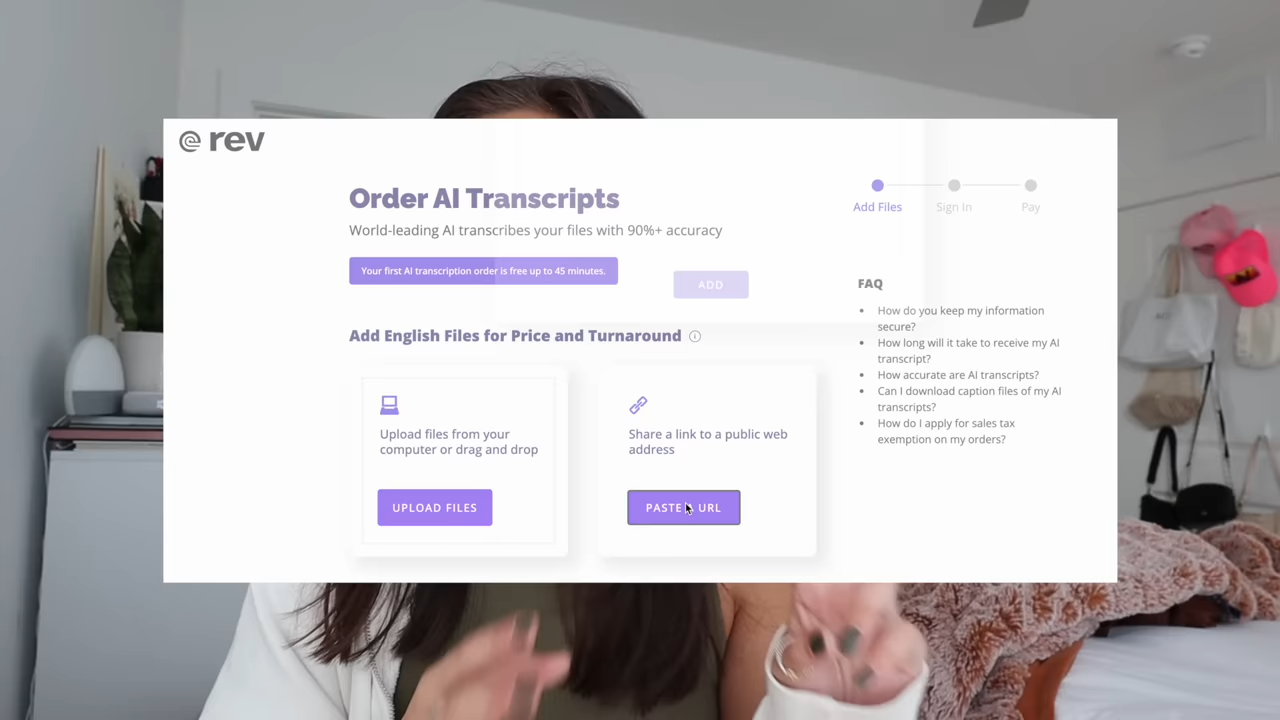 rev
Order AI Transcripts
World-leading AI transcribes your files with 90%+ accuracy
Your first AI transcription order is free up to 45 minutes.
ADD
Add English Files for Price and Turnaround
Upload files from your
computer or drag and drop
UPLOAD FILES
Share a link to a public web
address
PASTE URL
Add Files
Sign In
Pay
FAQ
• How do you keep my information
secure?
• How long will it take to receive my AI
transcript?
• How accurate are AI transcripts?
• Can I download caption files of my AI
transcripts?
• How do I apply for sales tax
exemption on my orders?